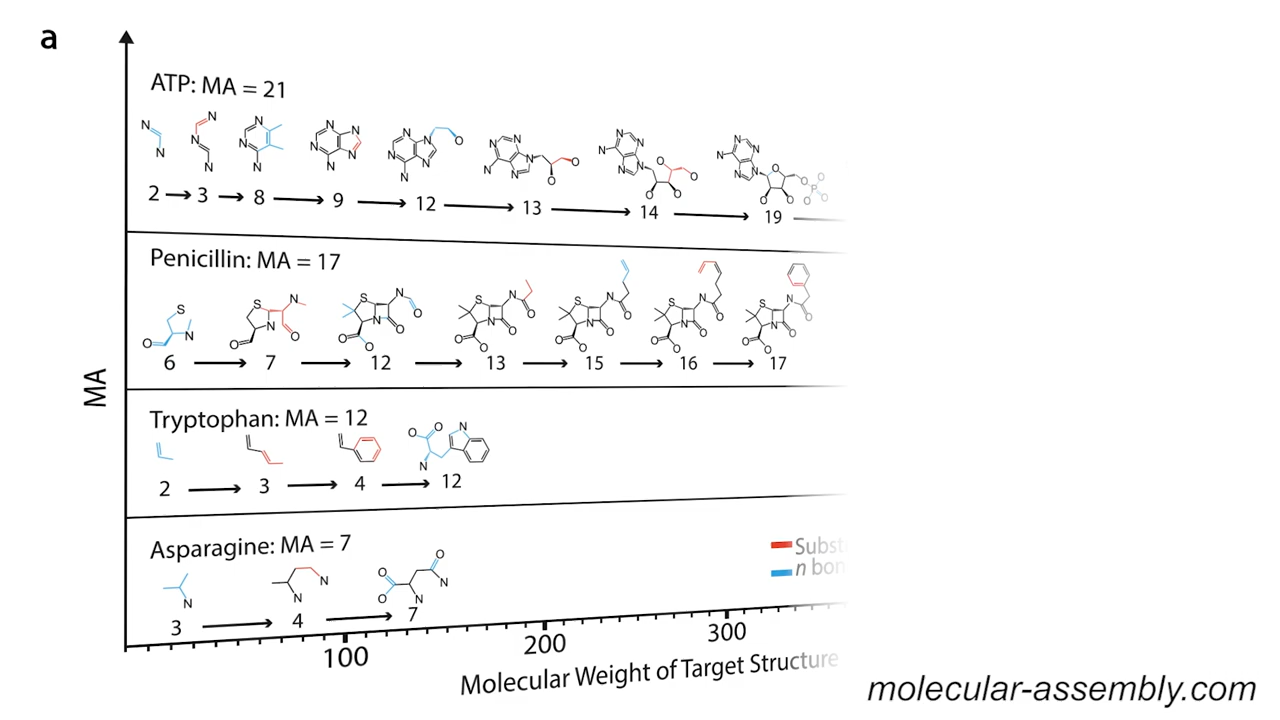 a
ATP: MA = 21
2 → 3 → 8 → 9 → 12 → 13 → 14 → 19
Penicillin: MA = 17
6 → 7 → 12 → 13 → 15 → 16 → 17
MA
Tryptophan: MA = 12
2 → 3 → 4 → 12
Asparagine: MA = 7
3 → 4 → 7
Subst
n bon
100 200 300
Molecular Weight of Target Structure
molecular-assembly.com